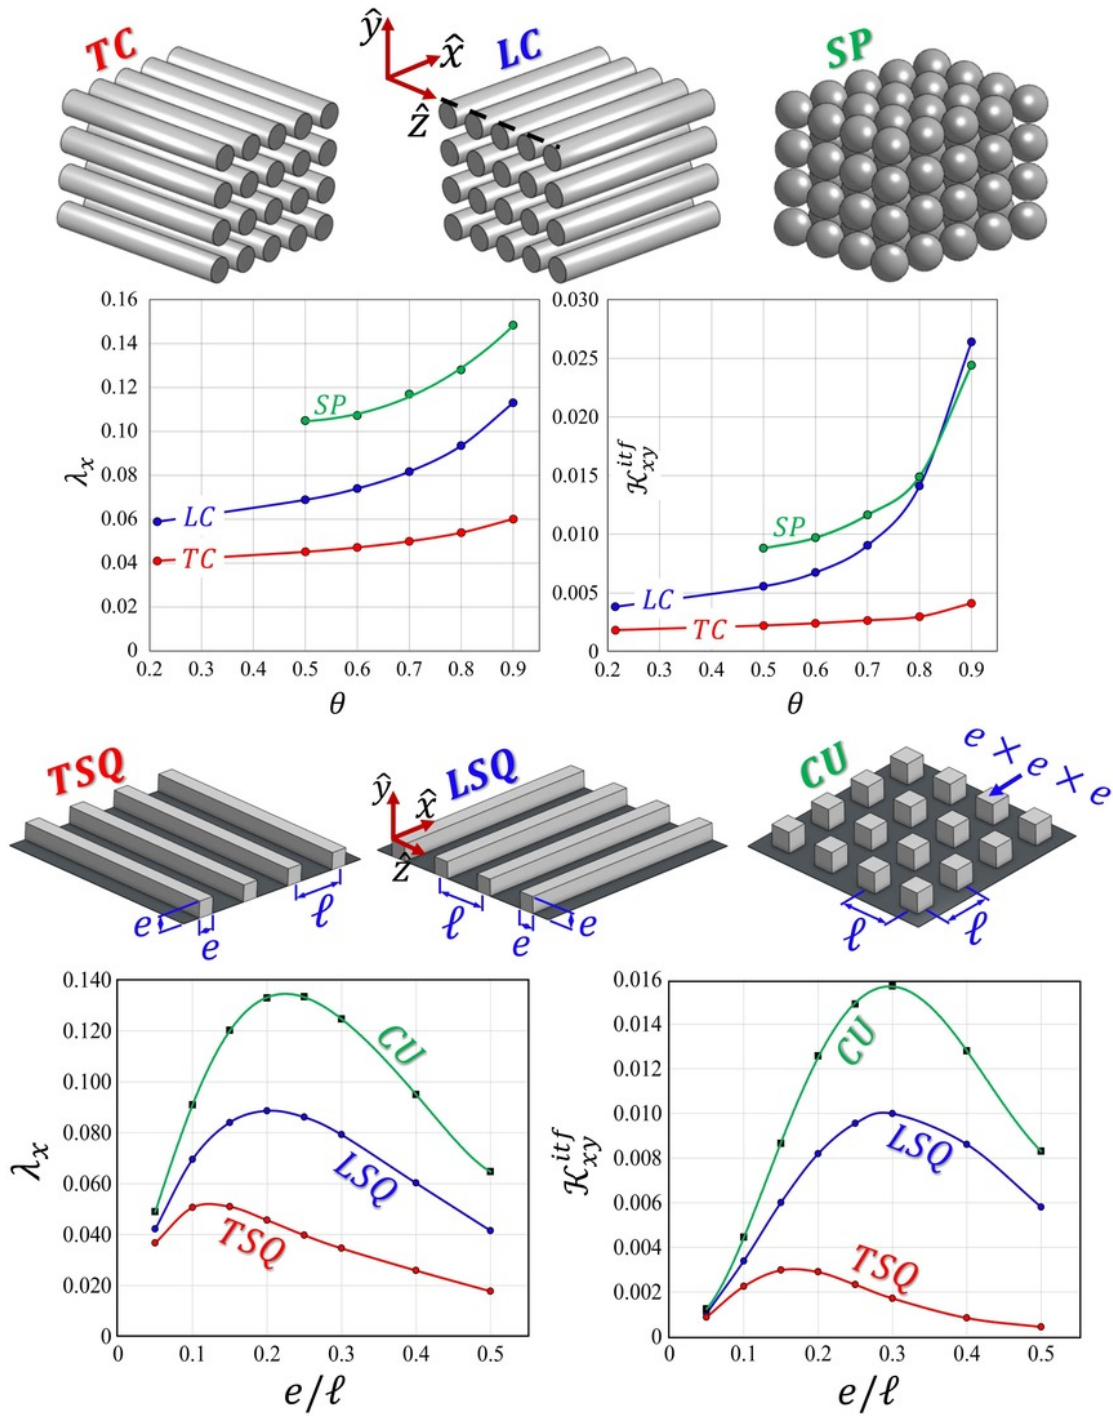 TC
ŷ
x̂
ẑ
LC
SP
0.16
0.14
0.12
0.10
0.08
0.06
0.04
0.02
0
λₓ
SP
LC
TC
0.2 0.3 0.4 0.5 0.6 0.7 0.8 0.9
θ
0.030
0.025
0.020
0.015
0.010
0.005
0
𝒦ₓᵧ^{itf}
SP
LC
TC
0.2 0.3 0.4 0.5 0.6 0.7 0.8 0.9
θ
TSQ
e
e
ℓ
ŷ
x̂
ẑ
LSQ
ℓ
e
e
CU
e × e × e
ℓ
ℓ
0.140
0.120
0.100
0.080
0.060
0.040
0.020
0
λₓ
CU
LSQ
TSQ
0 0.1 0.2 0.3 0.4 0.5
e/ℓ
0.016
0.014
0.012
0.010
0.008
0.006
0.004
0.002
0
𝒦ₓᵧ^{itf}
CU
LSQ
TSQ
0.1 0.2 0.3 0.4 0.5
e/ℓ